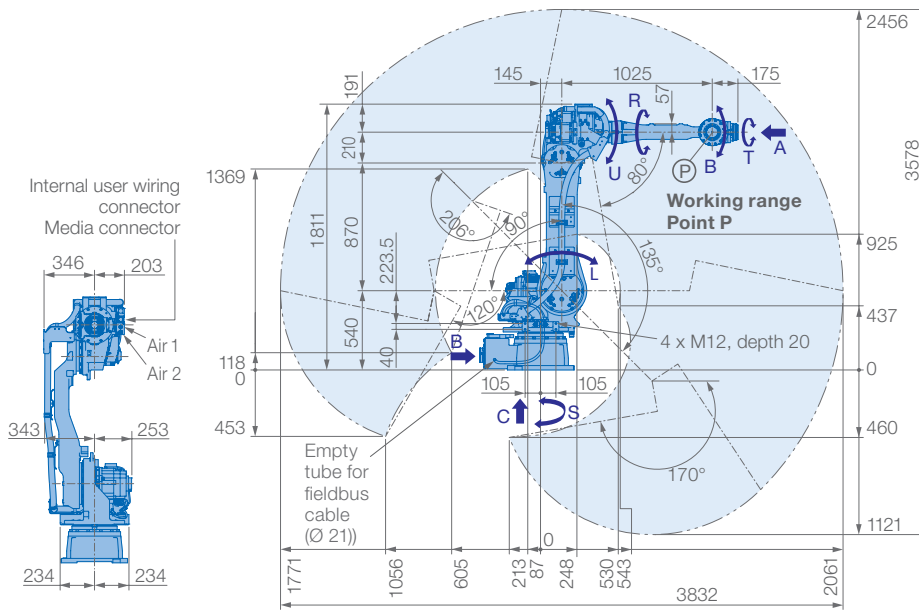 2456
145
1025
175
191
57
R
U
B
T
A
P
80°
Working range
Point P
3578
210
1369
1811
870
206°
90°
Internal user wiring
connector
Media connector
346
203
223.5
L
135°
925
120°
540
437
Air 1
Air 2
4 x M12, depth 20
B
40
118
0
0
105
105
C
S
453
460
343
253
Empty
tube for
fieldbus
cable
(Ø 21))
170°
1121
234
234
1771
1056
605
213
87
0
248
530
543
2061
3832